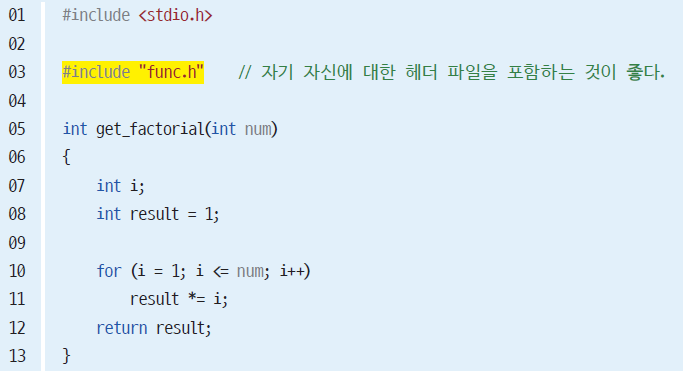 01 #include <stdio.h>
02
03 #include "func.h" // 자기 자신에 대한 헤더 파일을 포함하는 것이 좋다.
04
05 int get_factorial(int num)
06 {
07 int i;
08 int result = 1;
09
10 for (i = 1; i <= num; i++)
11 result *= i;
12 return result;
13 }